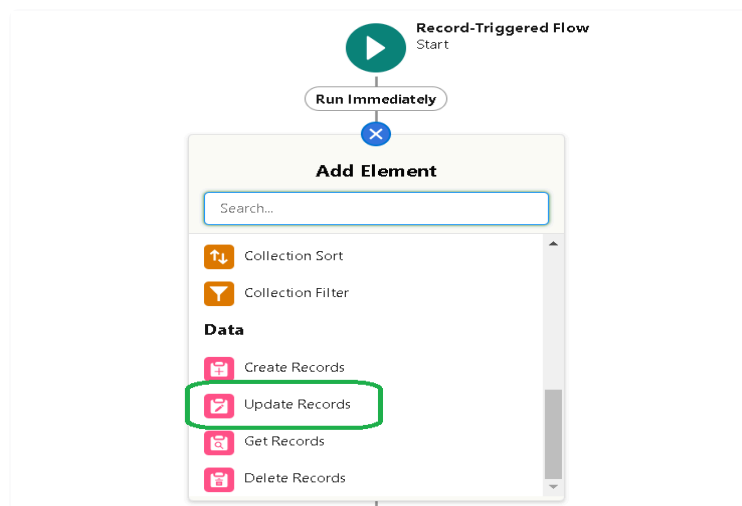 Record-Triggered Flow
Start
Run Immediately
Add Element
Search...
Collection Sort
Collection Filter
Data
Create Records
Update Records
Get Records
Delete Records